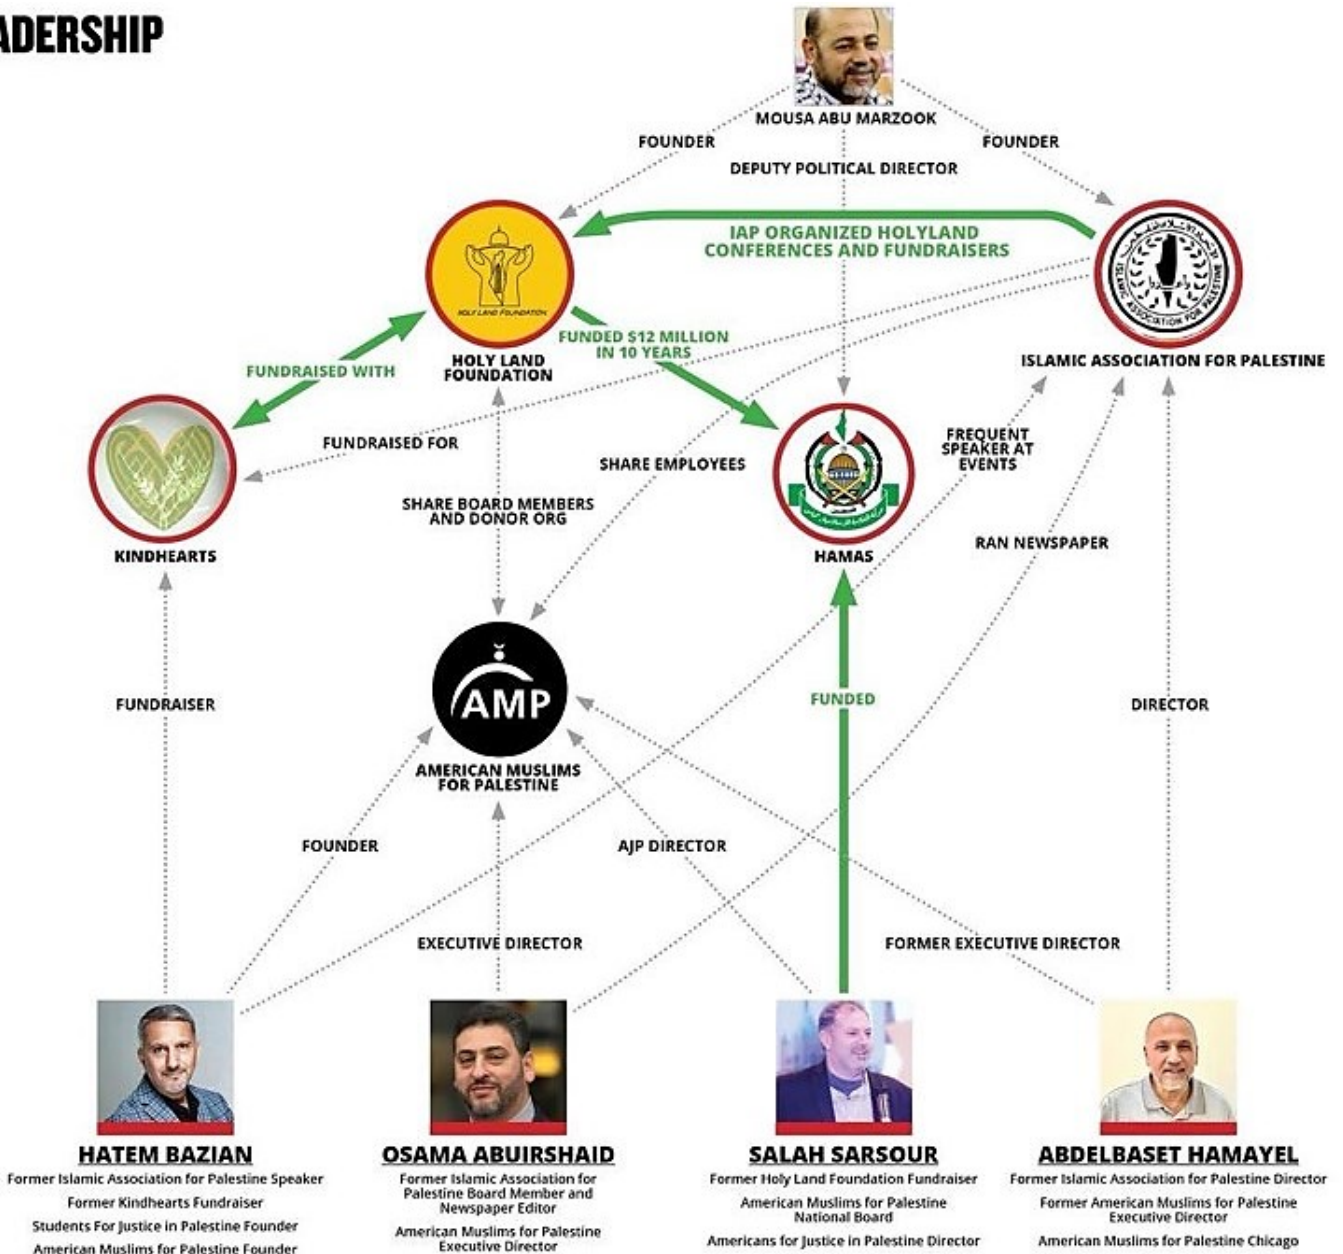 ADERSHIP
MOUSA ABU MARZOOK
FOUNDER
FOUNDER
DEPUTY POLITICAL DIRECTOR
IAP ORGANIZED HOLYLAND
CONFERENCES AND FUNDRAISERS
HOLY LAND FOUNDATION
ISLAMIC ASSOCIATION FOR PALESTINE
FUNDED $12 MILLION
IN 10 YEARS
HOLY LAND
FOUNDATION
ISLAMIC ASSOCIATION FOR PALESTINE
FUNDRAISED WITH
FUNDRAISED FOR
FREQUENT
SPEAKER AT
EVENTS
SHARE EMPLOYEES
SHARE BOARD MEMBERS
AND DONOR ORG
RAN NEWSPAPER
KINDHEARTS
HAMAS
FUNDRAISER
AMP
FUNDED
DIRECTOR
AMERICAN MUSLIMS
FOR PALESTINE
FOUNDER
AJP DIRECTOR
EXECUTIVE DIRECTOR
FORMER EXECUTIVE DIRECTOR
HATEM BAZIAN
Former Islamic Association for Palestine Speaker
Former Kindhearts Fundraiser
Students For Justice in Palestine Founder
American Muslims for Palestine Founder
OSAMA ABUIRSHAID
Former Islamic Association for
Palestine Board Member and
Newspaper Editor
American Muslims for Palestine
Executive Director
SALAH SARSOUR
Former Holy Land Foundation Fundraiser
American Muslims for Palestine
National Board
Americans for Justice in Palestine Director
ABDELBASET HAMAYEL
Former Islamic Association for Palestine Director
Former American Muslims for Palestine
Executive Director
American Muslims for Palestine Chicago